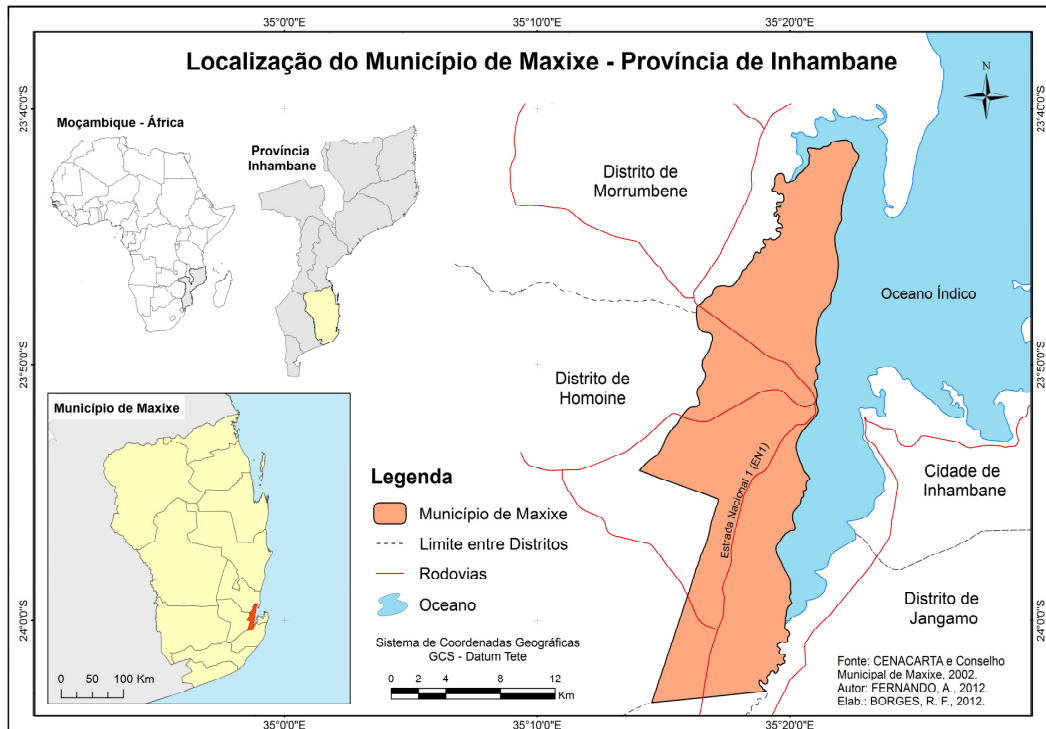 35°0'0"E 35°10'0"E 35°20'0"E
Localização do Município de Maxixe - Província de Inhambane
N
23°40'0"S
23°40'0"S
Moçambique - África
Província
Inhambane
Distrito de
Morrumbene
Oceano Índico
23°50'0"S
23°50'0"S
Distrito de
Homoine
Município de Maxixe
Estrada Nacional 1 (EN1)
Cidade de
Inhambane
Legenda
Município de Maxixe
Limite entre Distritos
Rodovias
Oceano
Distrito de
Jangamo
24°0'0"S
24°0'0"S
Sistema de Coordenadas Geográficas
GCS - Datum Tete
0 2 4 8 12
Km
0 50 100 Km
Fonte: CENACARTA e Conselho
Municipal de Maxixe, 2002.
Autor: FERNANDO, A., 2012.
Elab.: BORGES, R. F., 2012.
35°0'0"E 35°10'0"E 35°20'0"E